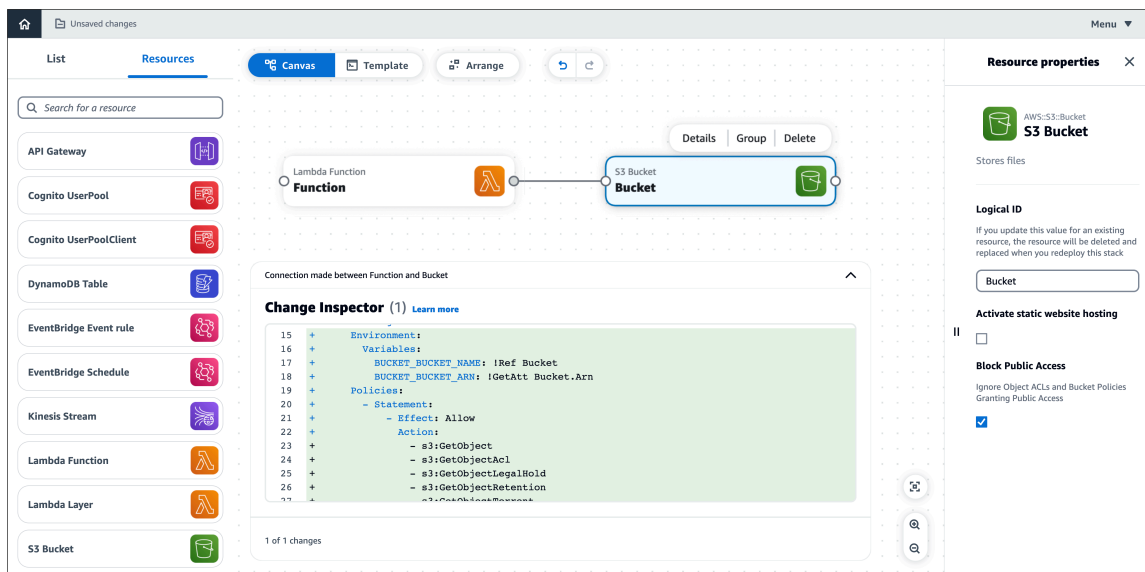 Unsaved changes
Menu ▼
List
Resources
Search for a resource
API Gateway
Cognito UserPool
Cognito UserPoolClient
DynamoDB Table
EventBridge Event rule
EventBridge Schedule
Kinesis Stream
Lambda Function
Lambda Layer
S3 Bucket
Canvas
Template
Arrange
Details
Group
Delete
Lambda Function
Function
S3 Bucket
Bucket
Connection made between Function and Bucket
Change Inspector (1) Learn more
15 + Environment:
16 + Variables:
17 + BUCKET_BUCKET_NAME: !Ref Bucket
18 + BUCKET_BUCKET_ARN: !GetAtt Bucket.Arn
19 + Policies:
20 + - Statement:
21 + - Effect: Allow
22 + Action:
23 + - s3:GetObject
24 + - s3:GetObjectAcl
25 + - s3:GetObjectLegalHold
26 + - s3:GetObjectRetention
27 + - s3:GetObjectTorrent
1 of 1 changes
Resource properties
AWS::S3::Bucket
S3 Bucket
Stores files
Logical ID
If you update this value for an existing
resource, the resource will be deleted and
replaced when you redeploy this stack
Bucket
Activate static website hosting
Block Public Access
Ignore Object ACLs and Bucket Policies
Granting Public Access